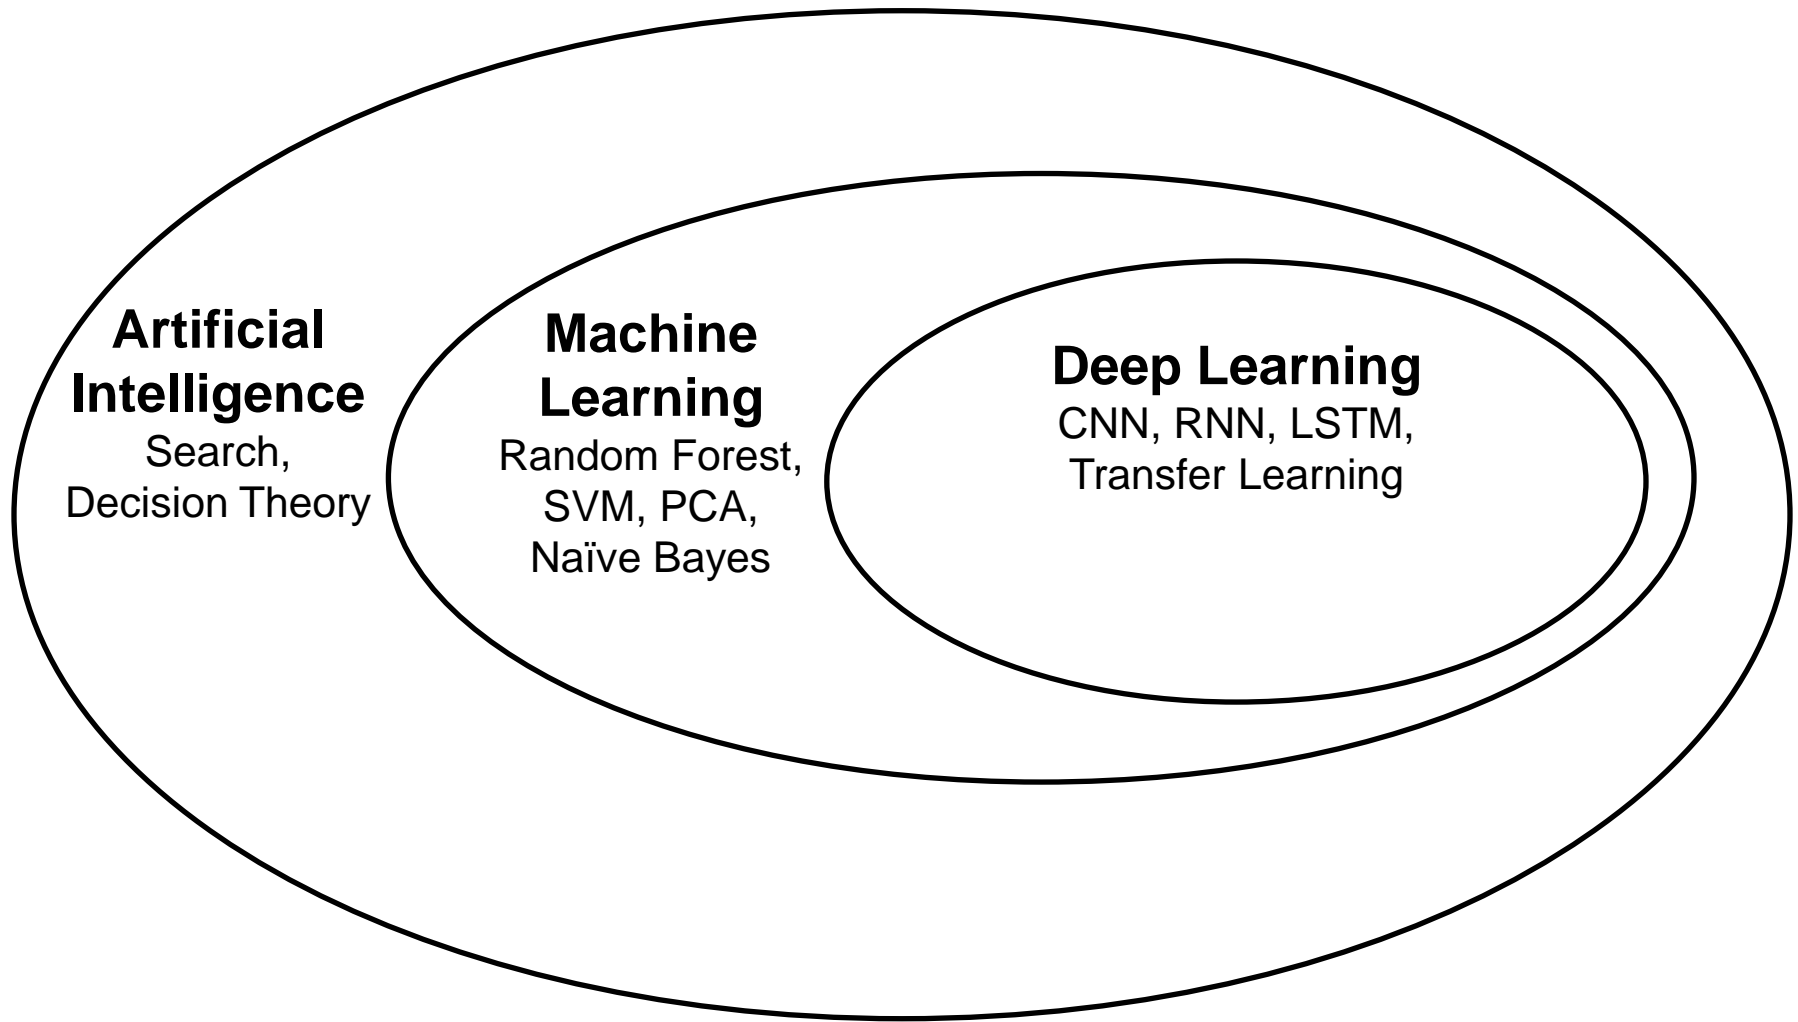 Artificial
Intelligence
Search,
Decision Theory
Machine
Learning
Random Forest,
SVM, PCA,
Naïve Bayes
Deep Learning
CNN, RNN, LSTM,
Transfer Learning